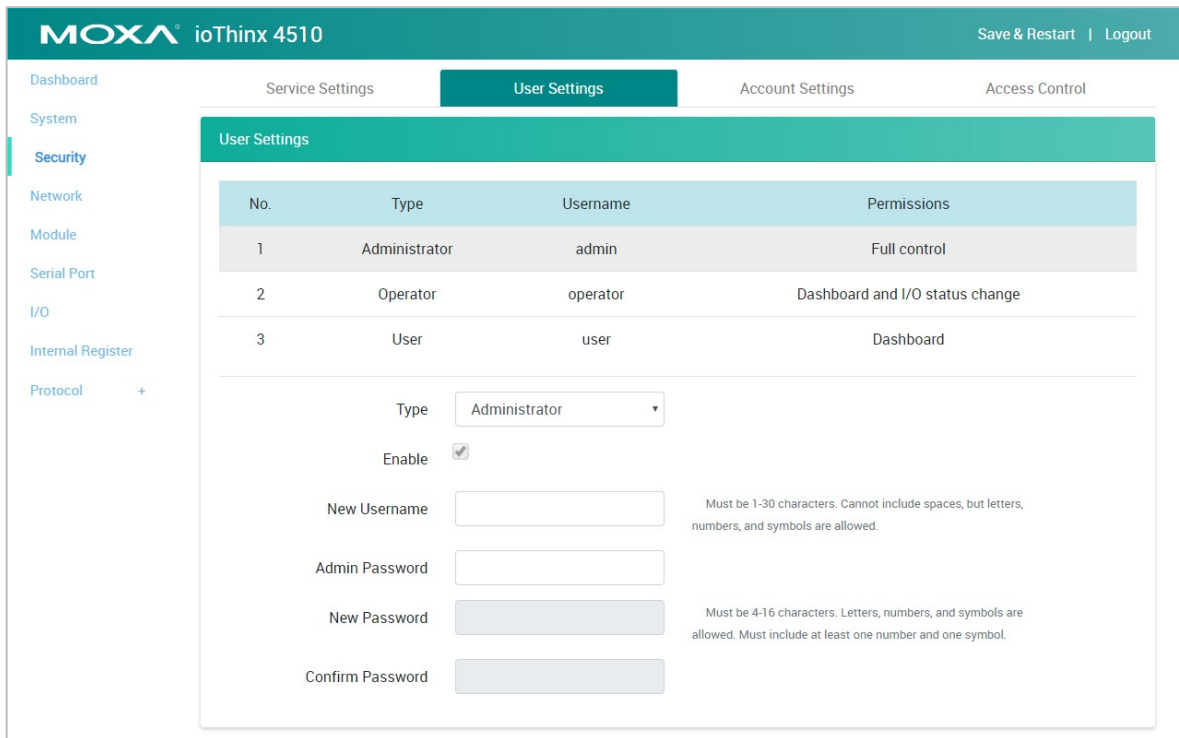 MOXA® ioThinx 4510
Save & Restart | Logout
Dashboard
System
Security
Network
Module
Serial Port
I/O
Internal Register
Protocol +
Service Settings User Settings Account Settings Access Control
User Settings
No. Type Username Permissions
1 Administrator admin Full control
2 Operator operator Dashboard and I/O status change
3 User user Dashboard
Type Administrator
Enable
New Username
Must be 1-30 characters. Cannot include spaces, but letters,
numbers, and symbols are allowed.
Admin Password
New Password
Must be 4-16 characters. Letters, numbers, and symbols are
allowed. Must include at least one number and one symbol.
Confirm Password